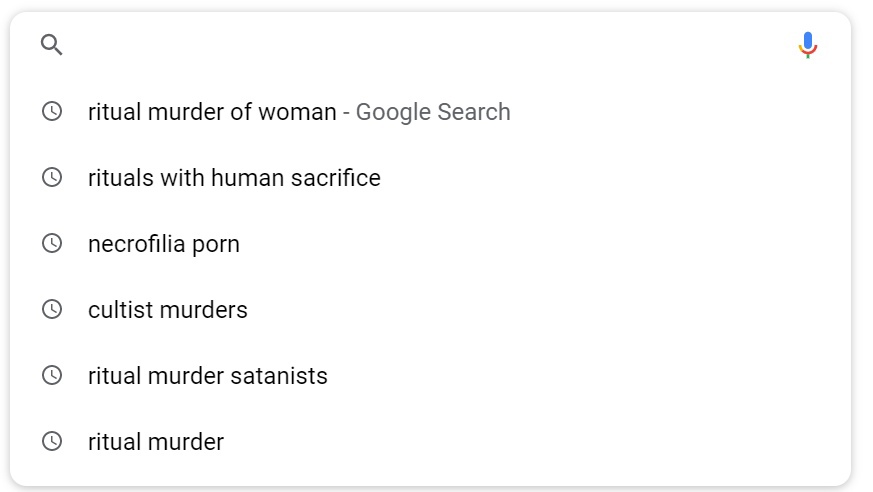 ritual murder of woman - Google Search
rituals with human sacrifice
necrofilia porn
cultist murders
ritual murder satanists
ritual murder